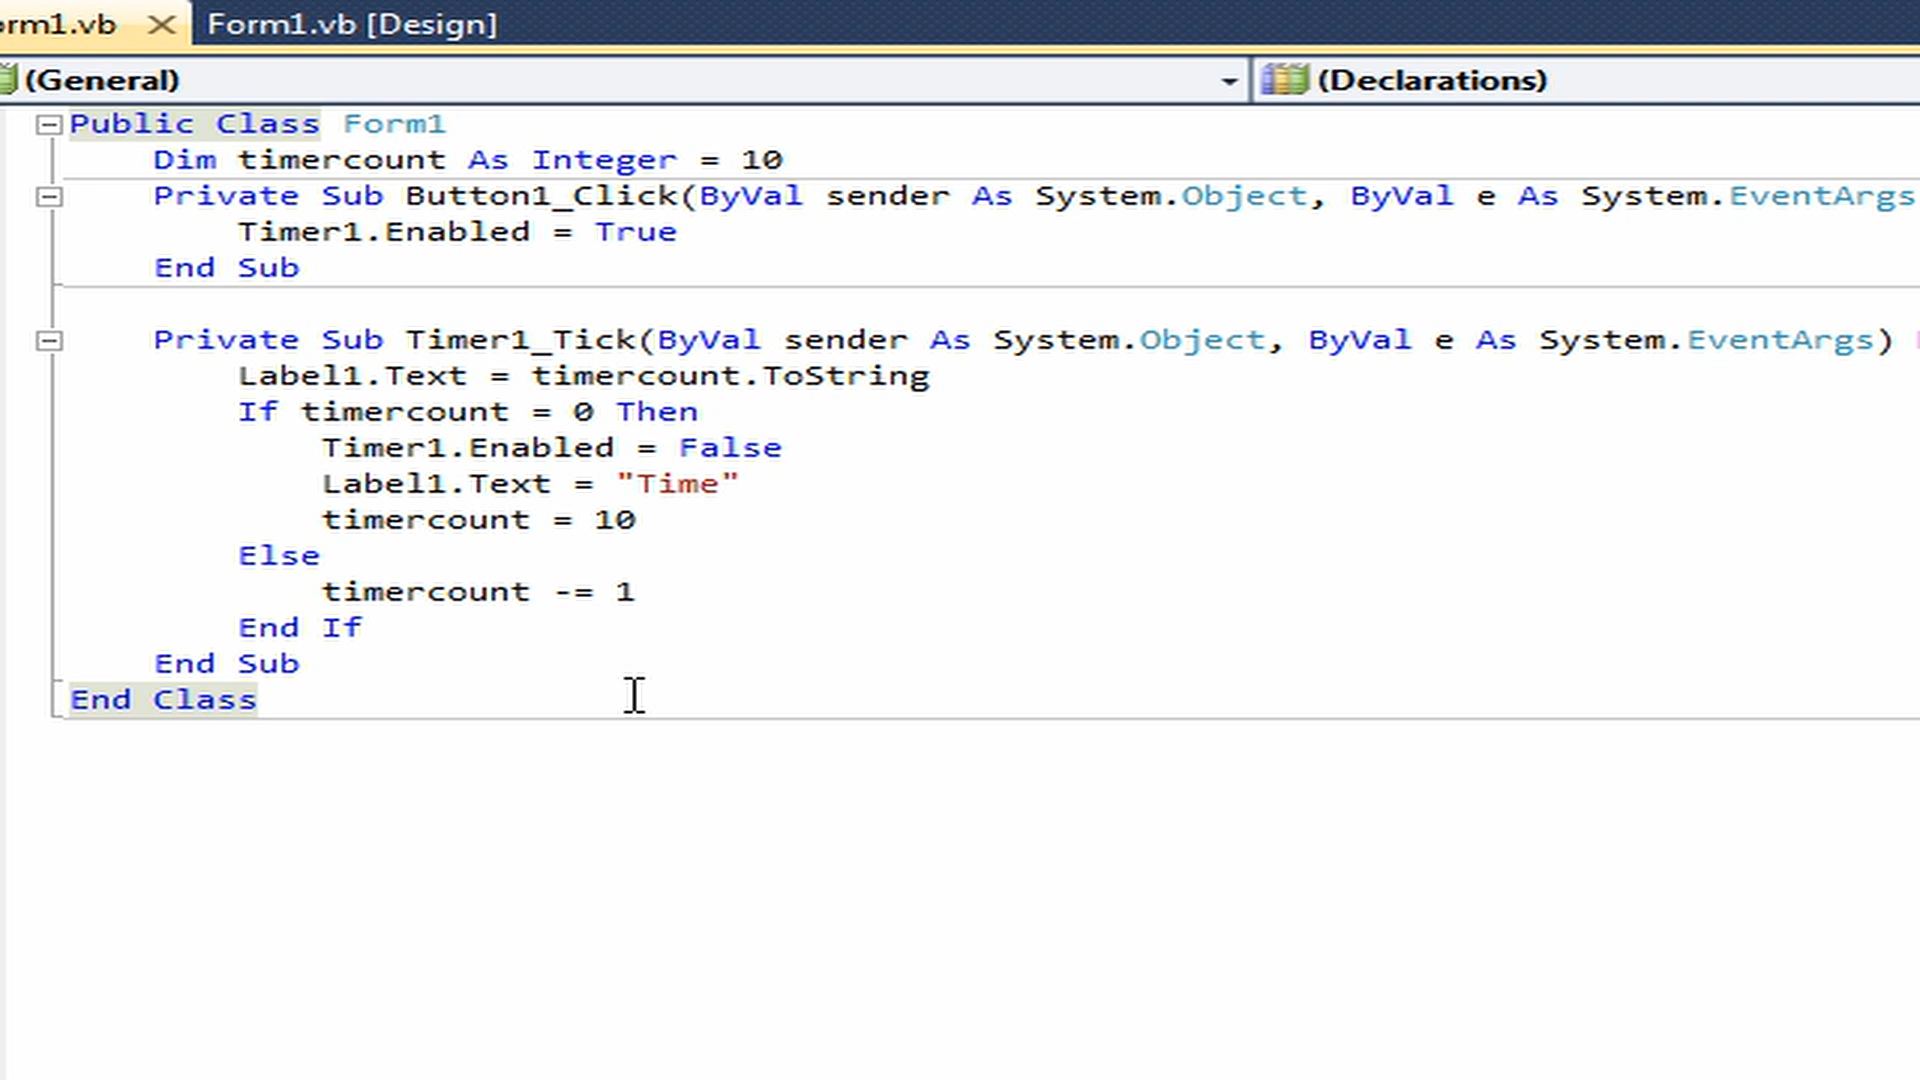 orm1.vb Form1.vb [Design]
(General) (Declarations)
Public Class Form1
    Dim timercount As Integer = 10
    Private Sub Button1_Click(ByVal sender As System.Object, ByVal e As System.EventArgs
        Timer1.Enabled = True
    End Sub
    Private Sub Timer1_Tick(ByVal sender As System.Object, ByVal e As System.EventArgs)
        Label1.Text = timercount.ToString
        If timercount = 0 Then
            Timer1.Enabled = False
            Label1.Text = "Time"
            timercount = 10
        Else
            timercount -= 1
        End If
    End Sub
End Class